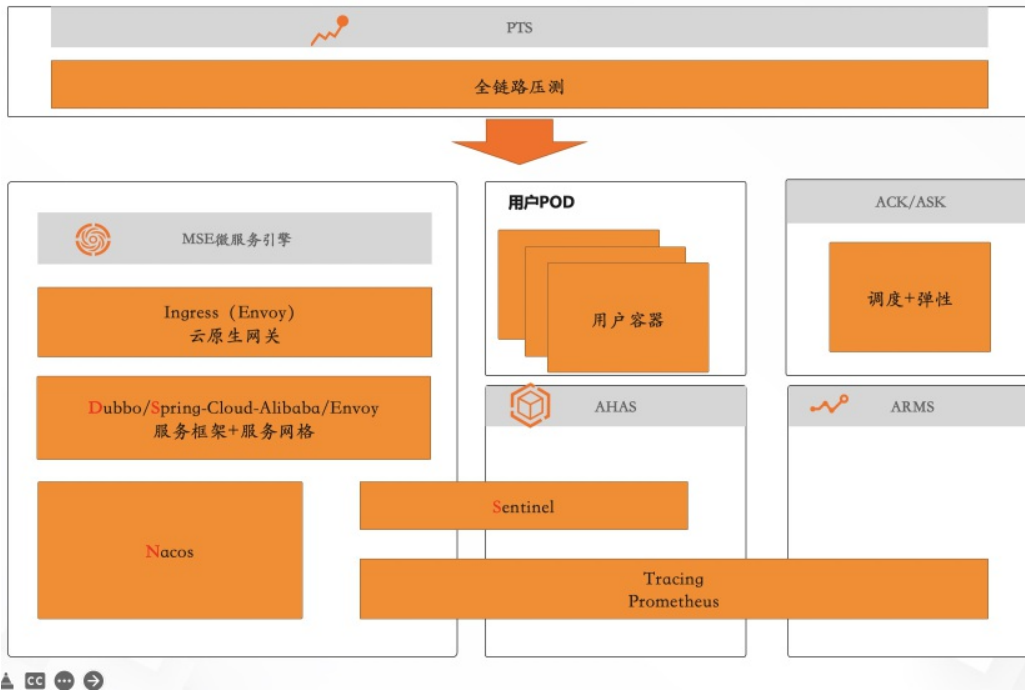 PTS
全链路压测
MSE微服务引擎
Ingress（Envoy）
云原生网关
Dubbo/Spring-Cloud-Alibaba/Envoy
服务框架+服务网格
Nacos
用户POD
用户容器
ACK/ASK
调度+弹性
AHAS
ARMS
Sentinel
Tracing
Prometheus
CC